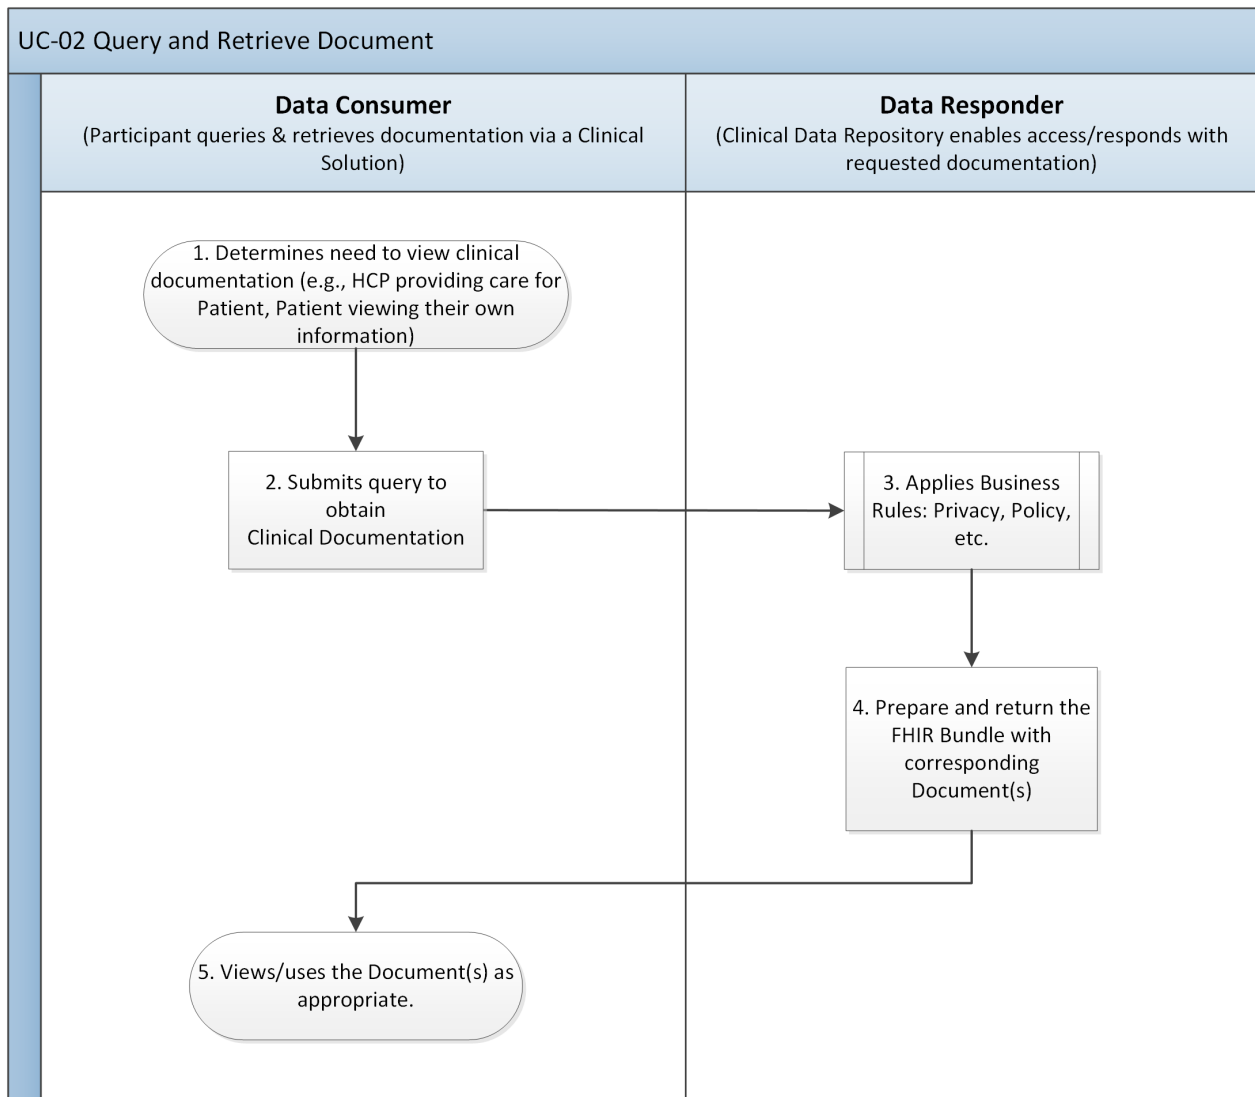 UC-02 Query and Retrieve Document
Data Consumer
(Participant queries & retrieves documentation via a Clinical
Solution)
Data Responder
(Clinical Data Repository enables access/responds with
requested documentation)
1. Determines need to view clinical
documentation (e.g., HCP providing care for
Patient, Patient viewing their own
information)
2. Submits query to
obtain
Clinical Documentation
3. Applies Business
Rules: Privacy, Policy,
etc.
4. Prepare and return the
FHIR Bundle with
corresponding
Document(s)
5. Views/uses the Document(s) as
appropriate.